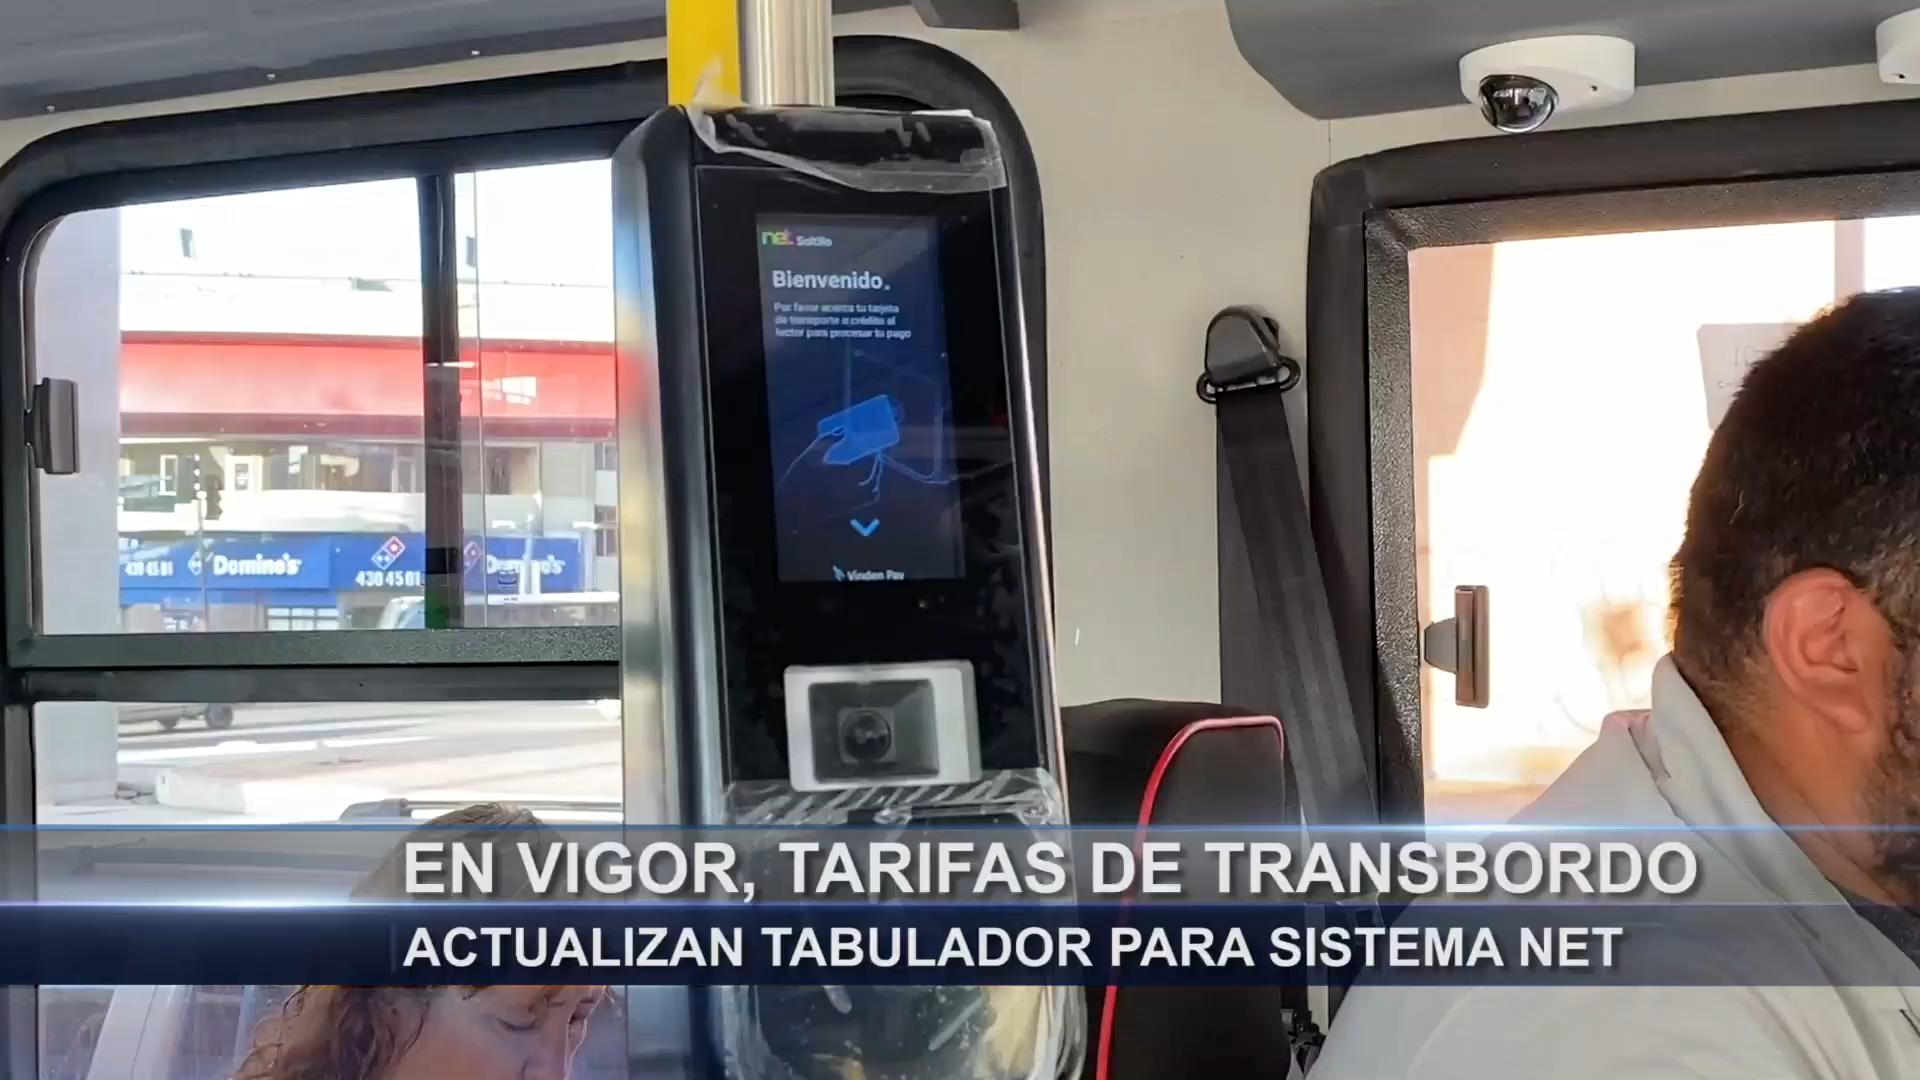 net Saltillo
Bienvenido.
Por favor acerca tu tarjeta
de transporte o crédito al
lector para procesar tu pago
430 45 01
Domino's
430 45 01
Domino's
Vinden Pay
EN VIGOR, TARIFAS DE TRANSBORDO
ACTUALIZAN TABULADOR PARA SISTEMA NET